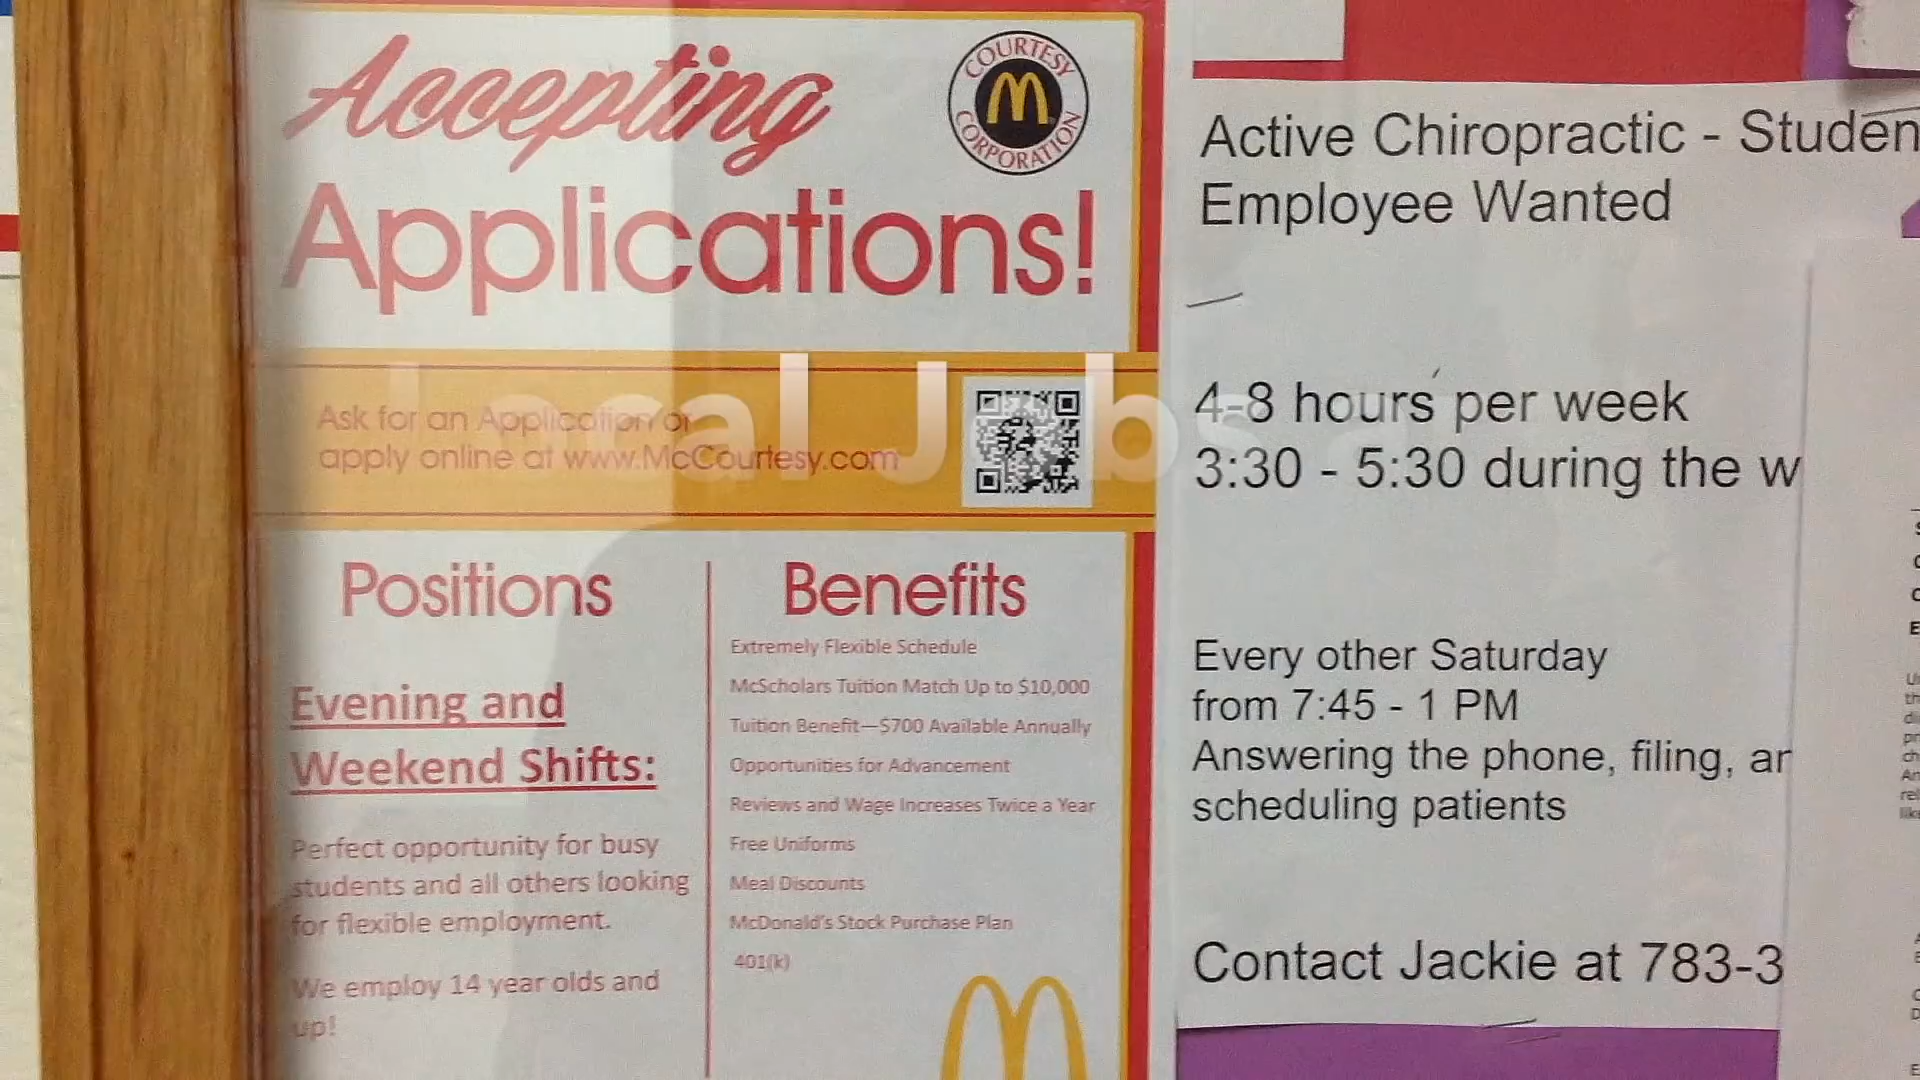 Accepting
Applications!
COURTESY
CORPORATION
Ask for an Application or
apply online at www.McCourtesy.com
Local J bs a
Positions
Evening and
Weekend Shifts:
Perfect opportunity for busy
students and all others looking
for flexible employment.
We employ 14 year olds and
up!
Benefits
Extremely Flexible Schedule
McScholars Tuition Match Up to $10,000
Tuition Benefit—$700 Available Annually
Opportunities for Advancement
Reviews and Wage Increases Twice a Year
Free Uniforms
Meal Discounts
McDonald's Stock Purchase Plan
401(k)
Active Chiropractic - Studen
Employee Wanted
4-8 hours per week
3:30 - 5:30 during the w
Every other Saturday
from 7:45 - 1 PM
Answering the phone, filing, an
scheduling patients
Contact Jackie at 783-3